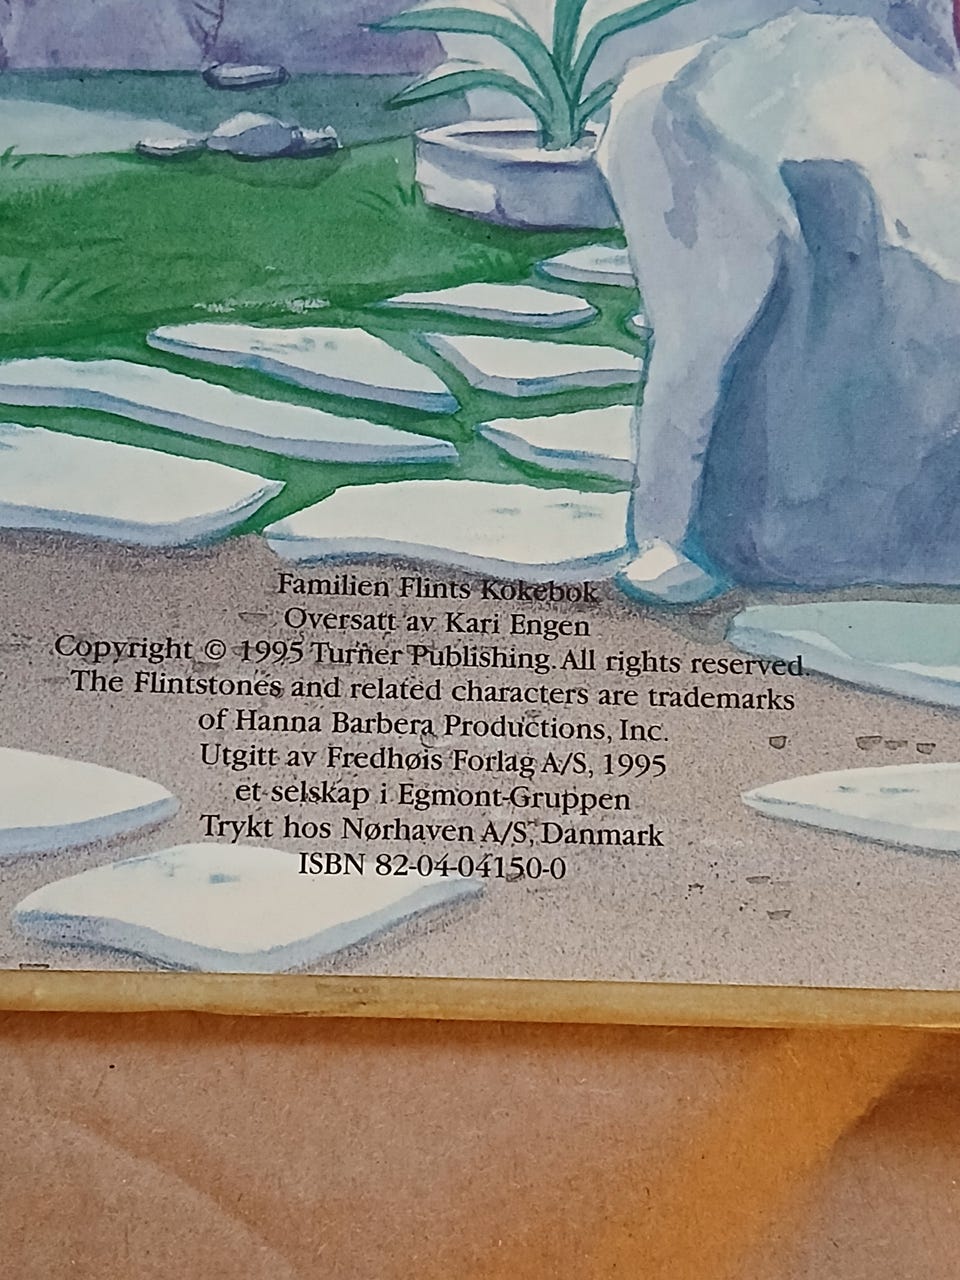 Familien Flints Kokebok
Oversatt av Kari Engen
Copyright © 1995 Turner Publishing. All rights reserved.
The Flintstones and related characters are trademarks
of Hanna Barbera Productions, Inc.
Utgitt av Fredhøis Forlag A/S, 1995
et selskap i Egmont-Gruppen
Trykt hos Nørhaven A/S, Danmark
ISBN 82-04-04150-0